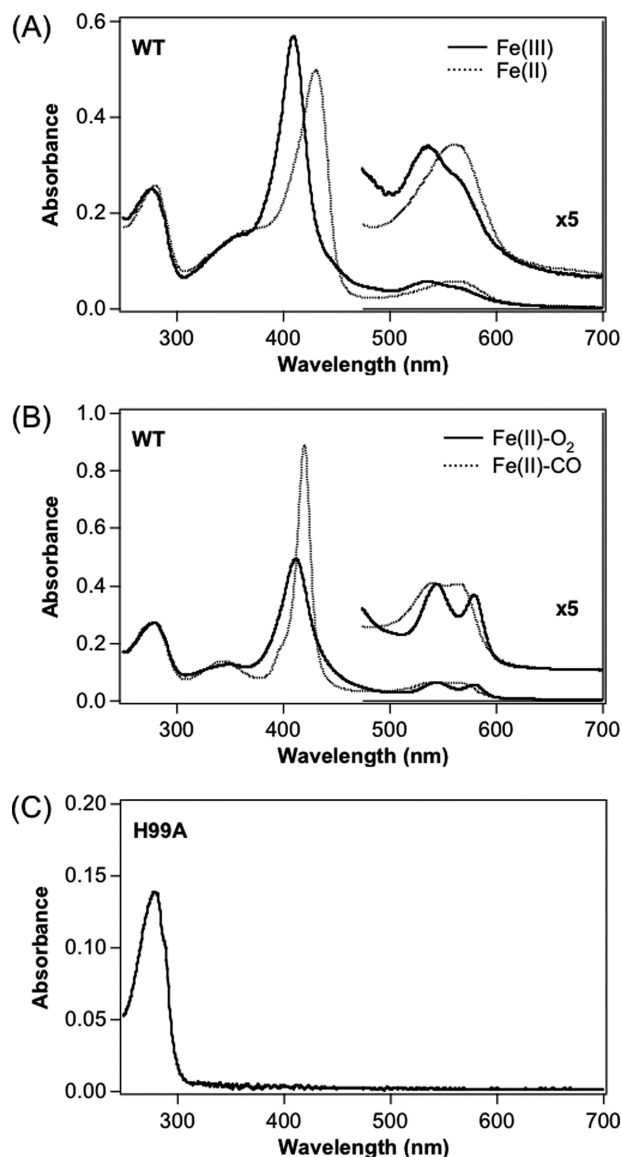 (A)
WT
Fe(III)
Fe(II)
x5
0.6
0.4
0.2
0.0
Absorbance
300 400 500 600 700
Wavelength (nm)
(B)
WT
Fe(II)-O₂
Fe(II)-CO
x5
1.0
0.8
0.6
0.4
0.2
0.0
Absorbance
300 400 500 600 700
Wavelength (nm)
(C)
H99A
0.20
0.15
0.10
0.05
0.00
Absorbance
300 400 500 600 700
Wavelength (nm)